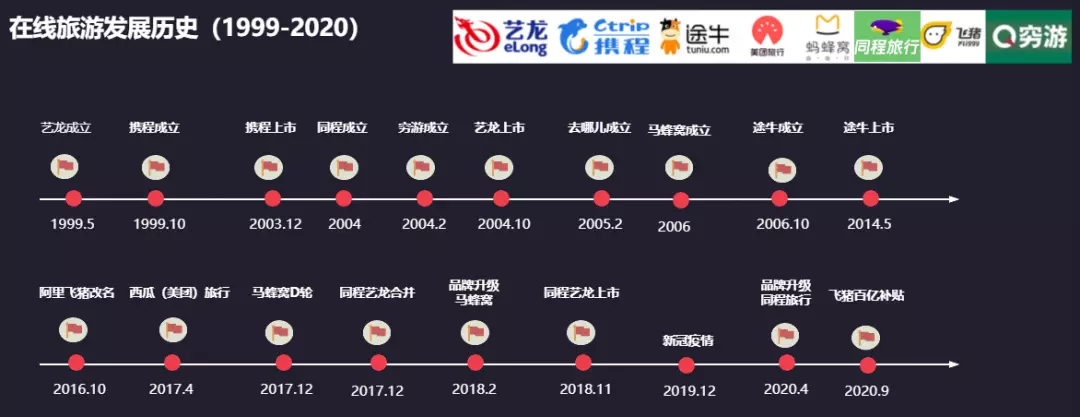 在线旅游发展历史（1999-2020）
艺龙
eLong
Ctrip
携程
途牛
tuniu.com
美团旅行
蚂蜂窝
同程旅行
飞猪
穷游
艺龙成立
携程成立
携程上市
同程成立
穷游成立
艺龙上市
去哪儿成立
马蜂窝成立
途牛成立
途牛上市
1999.5
1999.10
2003.12
2004
2004.2
2004.10
2005.2
2006
2006.10
2014.5
阿里飞猪改名
西瓜（美团）旅行
马蜂窝D轮
同程艺龙合并
品牌升级
马蜂窝
同程艺龙上市
新冠疫情
品牌升级
同程旅行
飞猪百亿补贴
2016.10
2017.4
2017.12
2017.12
2018.2
2018.11
2019.12
2020.4
2020.9